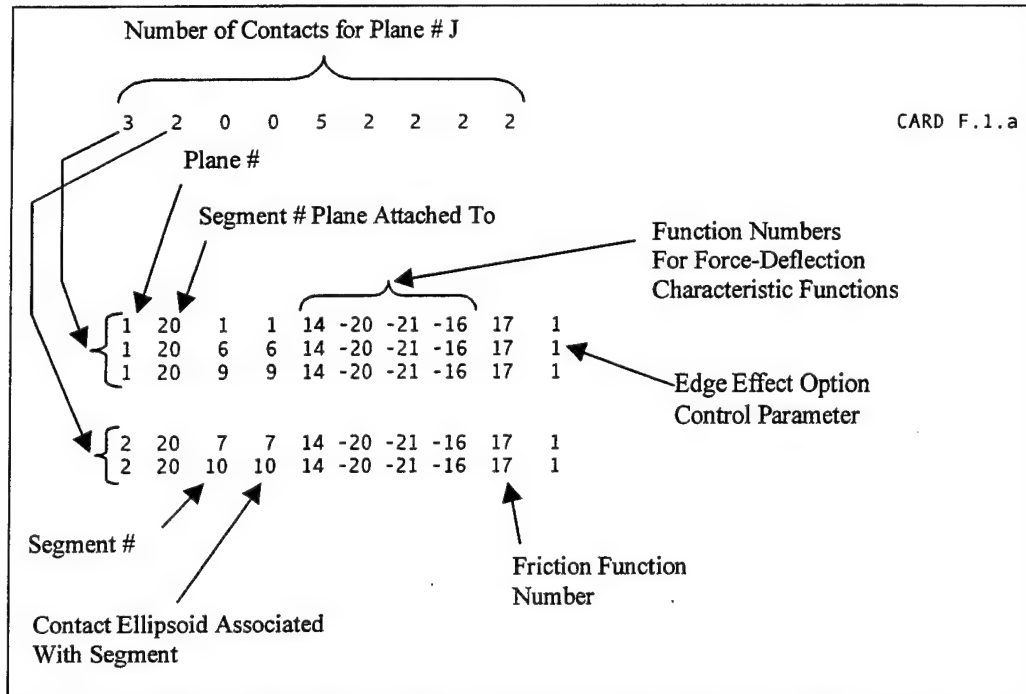 Number of Contacts for Plane # J
3 2 0 0 5 2 2 2 2 CARD F.1.a
Plane #
Segment # Plane Attached To
Function Numbers
For Force-Deflection
Characteristic Functions
1 20 1 1 14 -20 -21 -16 17 1
1 20 6 6 14 -20 -21 -16 17 1
1 20 9 9 14 -20 -21 -16 17 1
Edge Effect Option
Control Parameter
2 20 7 7 14 -20 -21 -16 17 1
2 20 10 10 14 -20 -21 -16 17 1
Segment #
Friction Function
Number
Contact Ellipsoid Associated
With Segment